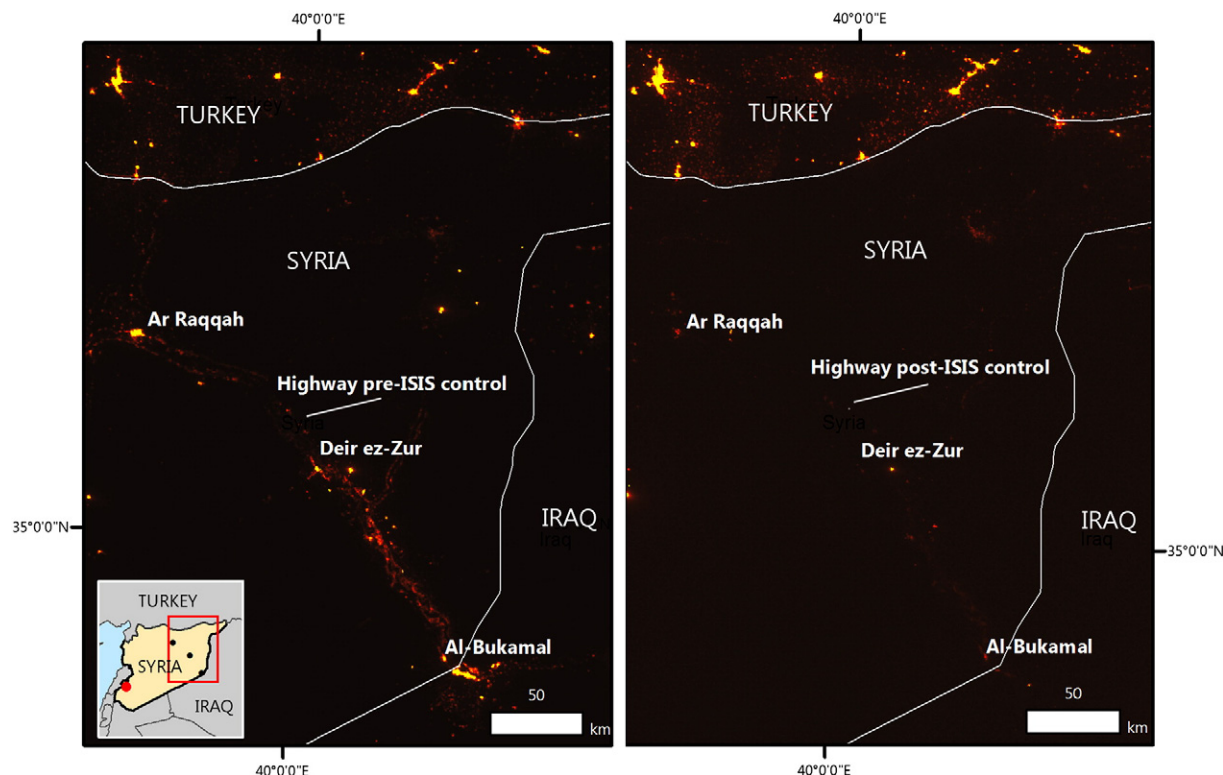 40°0'0"E
40°0'0"E
TURKEY
key
TURKEY
SYRIA
SYRIA
Ar Raqqah
Ar Raqqah
Highway pre-ISIS control
Highway post-ISIS control
Syria
Syria
Deir ez-Zur
Deir ez-Zur
35°0'0"N
IRAQ
Iraq
IRAQ
Iraq
35°0'0"N
TURKEY
SYRIA
IRAQ
Al-Bukamal
Al-Bukamal
50
km
50
km
40°0'0"E
40°0'0"E